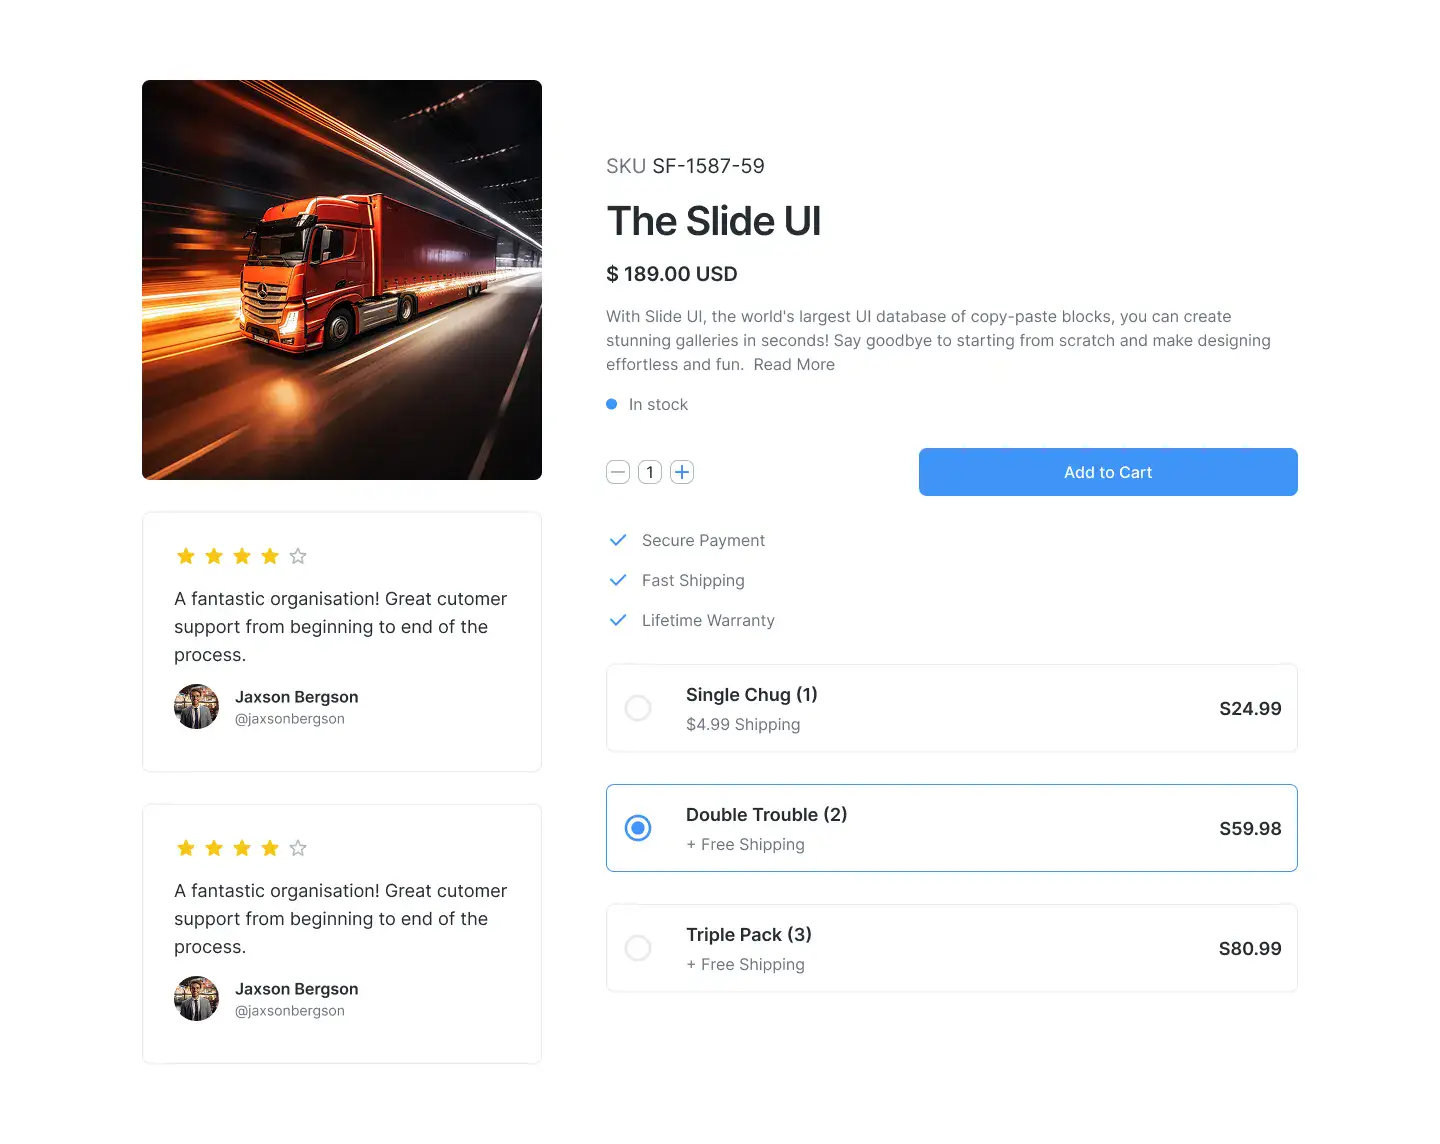 SKU SF-1587-59
The Slide UI
$ 189.00 USD
With Slide UI, the world's largest UI database of copy-paste blocks, you can create
stunning galleries in seconds! Say goodbye to starting from scratch and make designing
effortless and fun. Read More
In stock
1
Add to Cart
Secure Payment
Fast Shipping
Lifetime Warranty
Single Chug (1)
$4.99 Shipping
S24.99
Double Trouble (2)
+ Free Shipping
S59.98
Triple Pack (3)
+ Free Shipping
S80.99
A fantastic organisation! Great cutomer
support from beginning to end of the
process.
Jaxson Bergson
@jaxsonbergson
A fantastic organisation! Great cutomer
support from beginning to end of the
process.
Jaxson Bergson
@jaxsonbergson